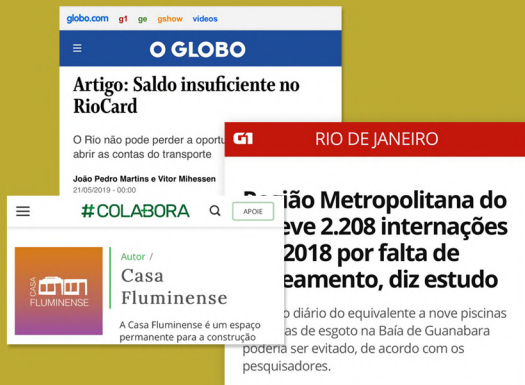 globo.com g1 ge gshow videos
O GLOBO
Artigo: Saldo insuficiente no
RioCard
O Rio não pode perder a
abrir as contas do transporte
João Pedro Martins e Vitor Mihessen
21/05/2019 - 00:00
G1 RIO DE JANEIRO
Região Metropolitana do
2.208 internações
2018 por falta de
diz estudo
diário do equivalente a nove piscinas
de esgoto na Baía de Guanabara
poderia ser evitado, de acordo com os
pesquisadores.
#COLABORA APOIE
CASA
FLUMINENSE
Autor /
Casa
Fluminense
A Casa Fluminense é um espaço
permanente para a construção